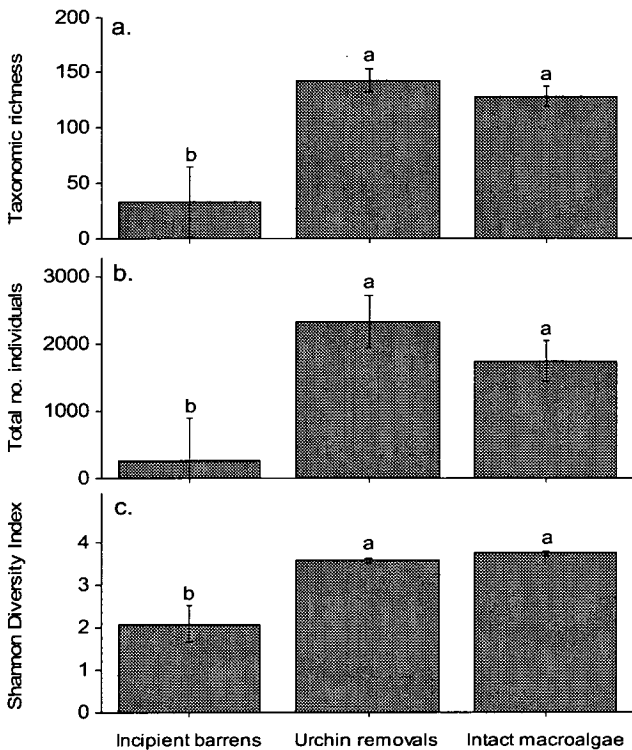 a.
Taxonomic richness
200
150
100
50
0
b
a
a
b.
Total no. individuals
3000
2000
1000
0
b
a
a
c.
Shannon Diversity Index
4
3
2
1
0
b
a
a
Incipient barrens
Urchin removals
Intact macroalgae